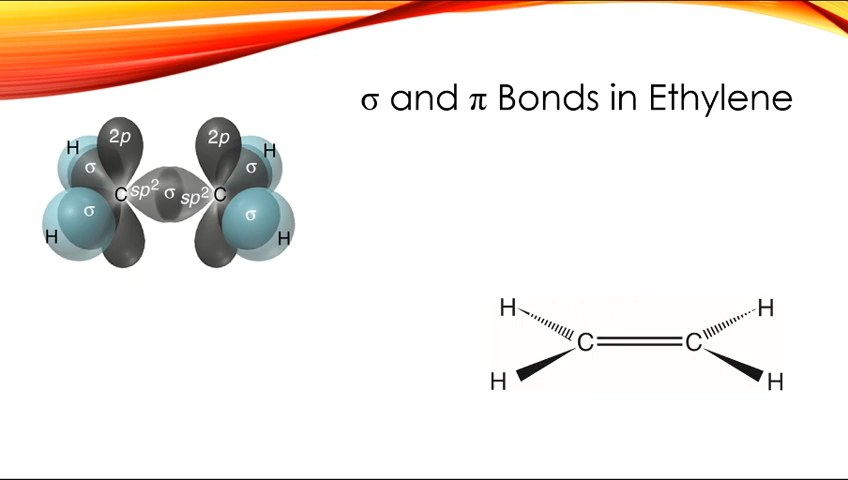 σ and π Bonds in Ethylene
H 2p 2p H
σ σ
C sp² σ sp² C
σ σ
H H
H H
C C
H H